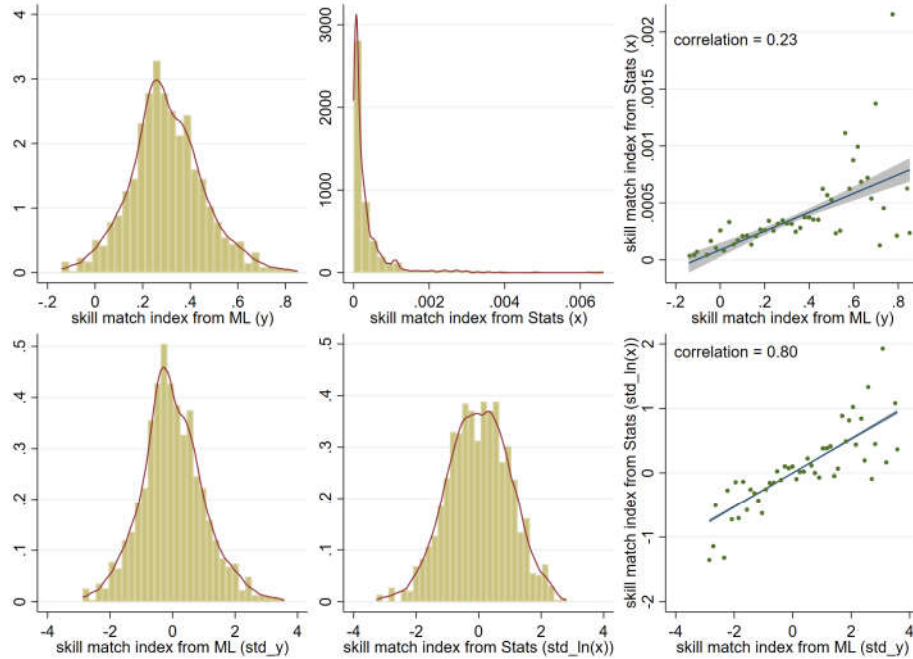 4
3
2
1
0
-.2 0 .2 .4 .6 .8
skill match index from ML (y)
3000
2000
1000
0
0 .002 .004 .006
skill match index from Stats (x)
skill match index from Stats (x)
.002
.0015
.001
.0005
0
correlation = 0.23
-.2 0 .2 .4 .6 .8
skill match index from ML (y)
.5
.4
.3
.2
.1
0
-4 -2 0 2 4
skill match index from ML (std_y)
.5
.4
.3
.2
.1
0
-4 -2 0 2 4
skill match index from Stats (std_ln(x))
skill match index from Stats (std_ln(x))
2
1
0
-1
-2
correlation = 0.80
-4 -2 0 2 4
skill match index from ML (std_y)